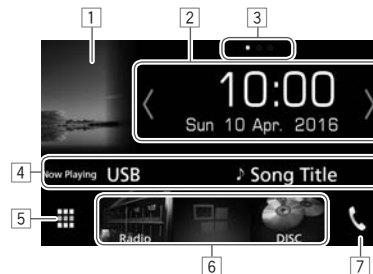 1 2 3
10:00
Sun 10 Apr. 2016
4 Now Playing USB ♪ Song Title
5
Radio DISC
6 7